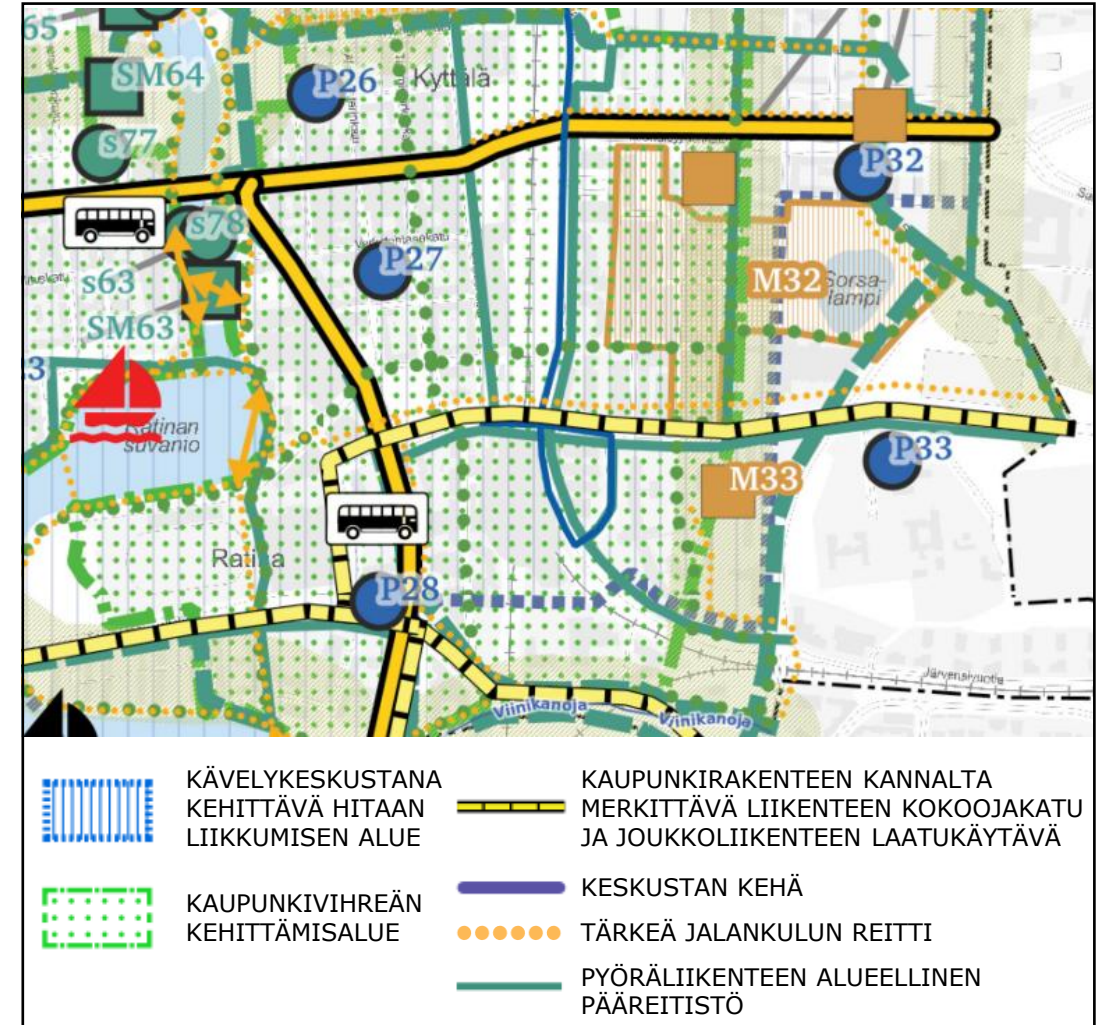 65
SM64
P26
Kyttälä
s77
P32
s78
P27
s63
M32
Sorsa-
lampi
SM63
Ratinan
suvanto
P33
M33
Ratina
P28
Viinikanoja
Viinikanoja
KÄVELYKESKUSTANA
KEHITTÄVÄ HITAAN
LIIKKUMISEN ALUE
KAUPUNKIVIHREÄN
KEHITTÄMISALUE
KAUPUNKIRAKENTEEN KANNALTA
MERKITTÄVÄ LIIKENTEEN KOKOOJAKATU
JA JOUKKOLIIKENTEEN LAATUKÄYTÄVÄ
KESKUSTAN KEHÄ
TÄRKEÄ JALANKULUN REITTI
PYÖRÄLIIKENTEEN ALUEELLINEN
PÄÄREITISTÖ